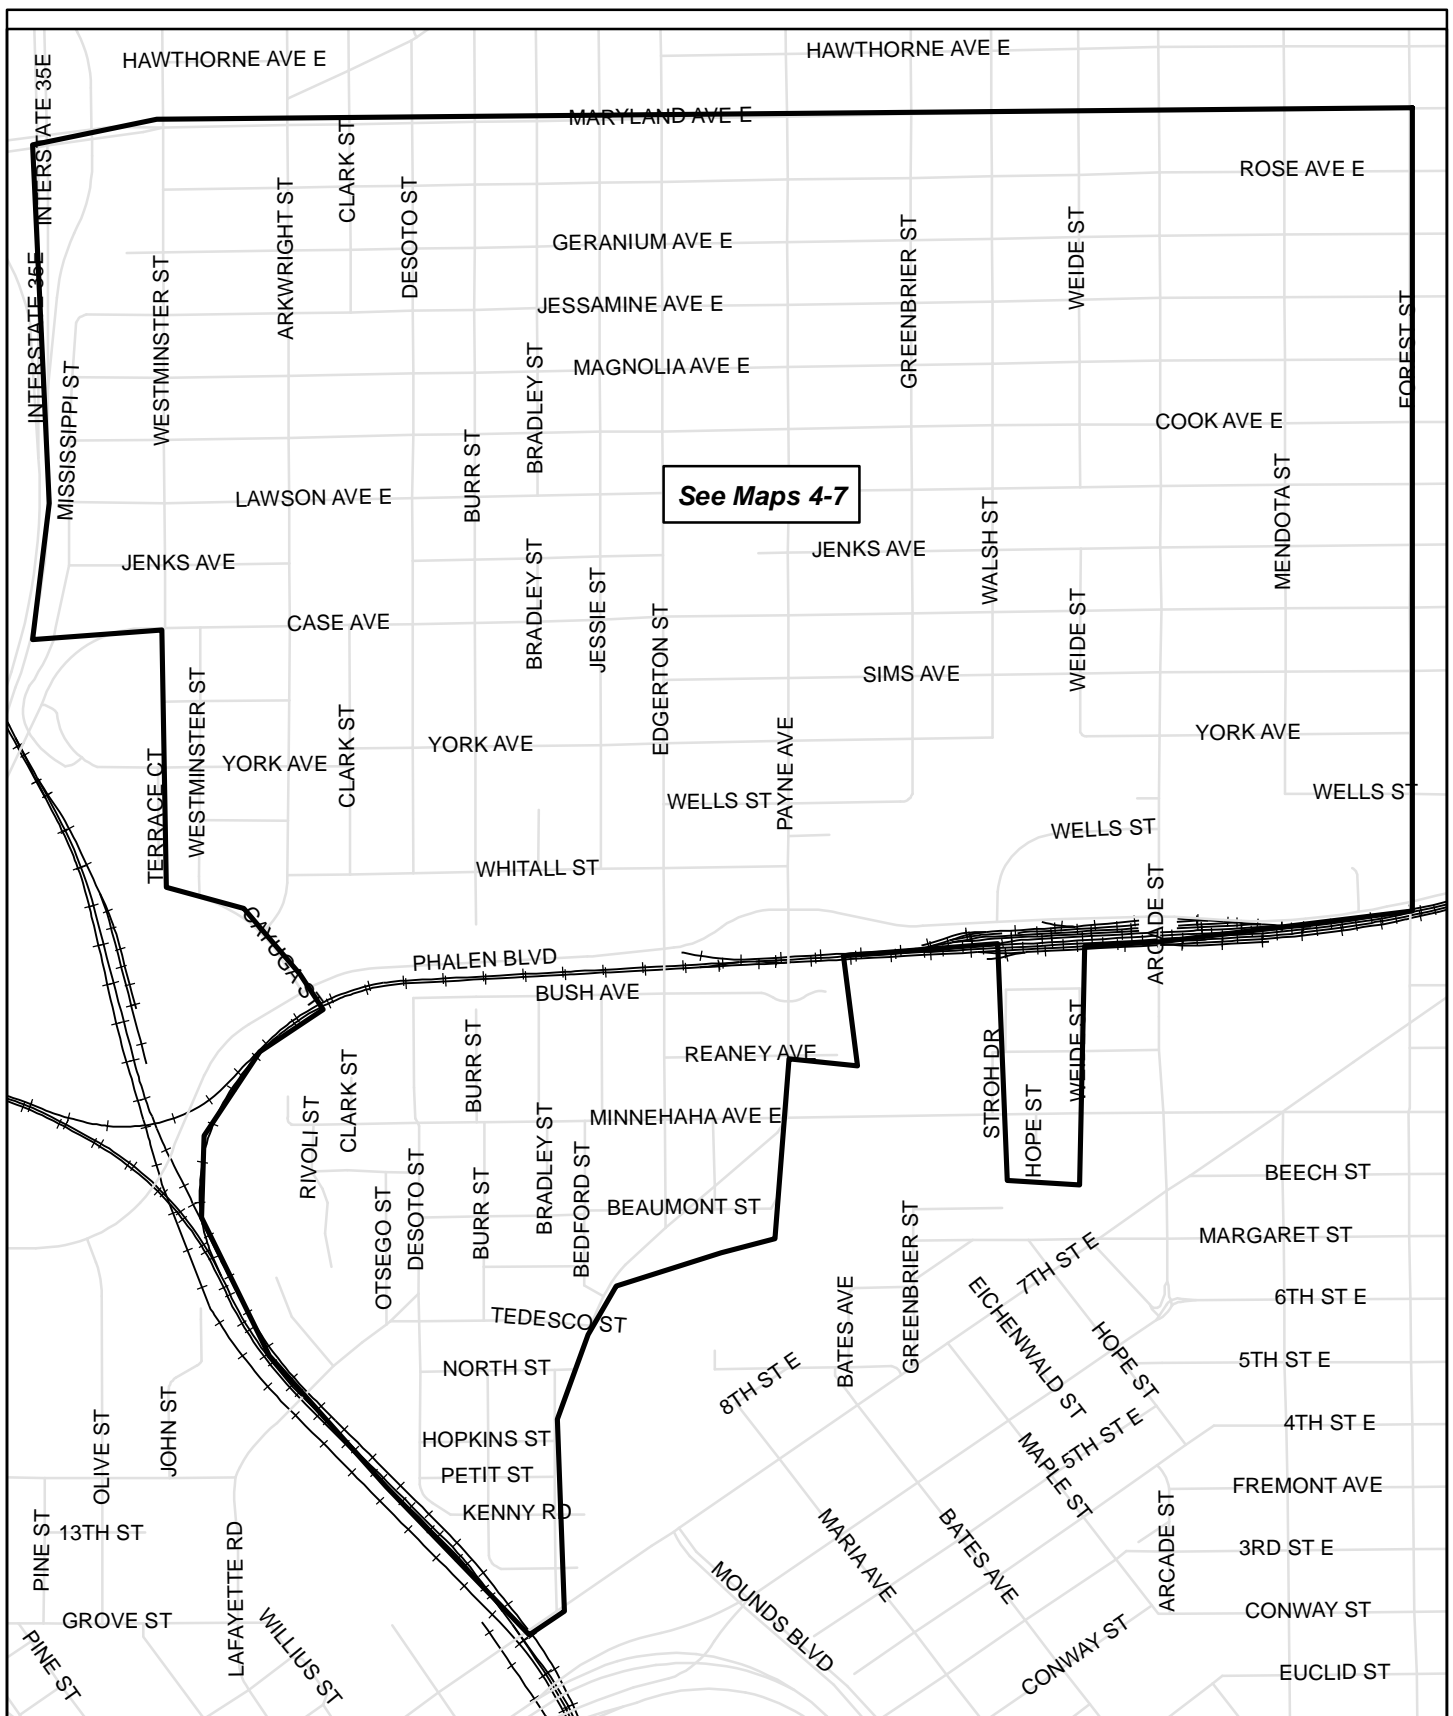 HAWTHORNE AVE E
HAWTHORNE AVE E
INTERSTATE 35E
MARYLAND AVE E
CLARK ST
ROSE AVE E
ARKWRIGHT ST
DESOTO ST
GERANIUM AVE E
GREENBRIER ST
WEIDE ST
INTERSTATE 35E
WESTMINSTER ST
JESSAMINE AVE E
FOREST ST
MISSISSIPPI ST
BRADLEY ST
MAGNOLIA AVE E
COOK AVE E
BURR ST
LAWSON AVE E
See Maps 4-7
WALSH ST
MENDOTA ST
JENKS AVE
BRADLEY ST
JESSIE ST
JENKS AVE
CASE AVE
EDGERTON ST
WEIDE ST
SIMS AVE
WESTMINSTER ST
CLARK ST
YORK AVE
YORK AVE
PAYNE AVE
YORK AVE
TERRACE CT
WELLS ST
WELLS ST
WELLS ST
WHITALL ST
ARCADE ST
CAYUGA ST
PHALEN BLVD
BUSH AVE
BURR ST
REANEY AVE
STROH DR
WEIDE ST
CLARK ST
RIVOLI ST
BRADLEY ST
MINNEHAHA AVE E
HOPE ST
BEECH ST
OTSEGO ST
DESOTO ST
BURR ST
BEDFORD ST
BEAUMONT ST
GREENBRIER ST
MARGARET ST
7TH ST E
6TH ST E
TEDESCO ST
BATES AVE
EICHENWALD ST
HOPE ST
NORTH ST
8TH ST E
5TH ST E
OLIVE ST
JOHN ST
HOPKINS ST
5TH ST E
4TH ST E
PETIT ST
MAPLE ST
FREMONT AVE
KENNY RD
PINE ST
13TH ST
LAFAYETTE RD
MARIA AVE
BATES AVE
ARCADE ST
3RD ST E
MOUNDS BLVD
GROVE ST
WILLIUS ST
CONWAY ST
CONWAY ST
PINE ST
EUCLID ST